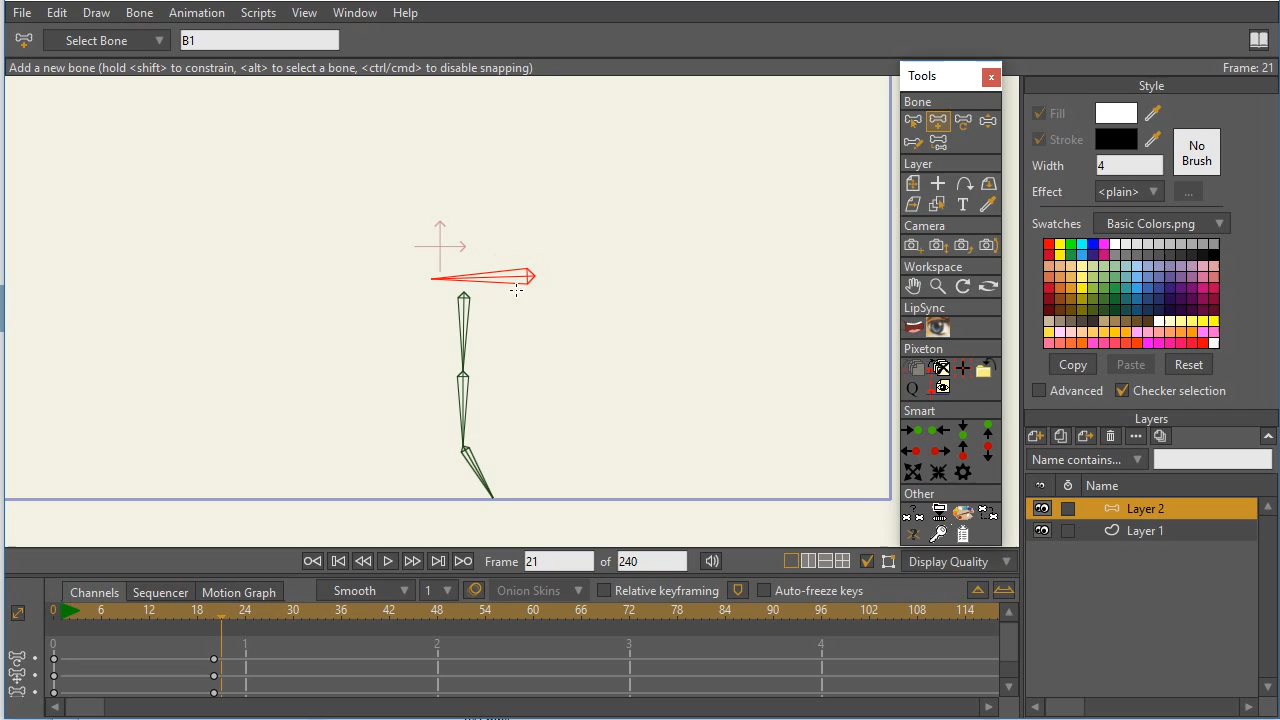 File Edit Draw Bone Animation Scripts View Window Help
Select Bone B1
Add a new bone (hold <shift> to constrain, <alt> to select a bone, <ctrl/cmd> to disable snapping) Frame: 21
Tools x
Bone
Layer
T
Camera
Workspace
LipSync
Pixeton
Q
Smart
Other
Style
Fill
Stroke
No
Brush
Width 4
Effect <plain> ...
Swatches Basic Colors.png
Copy Paste Reset
Advanced Checker selection
Layers
Name contains...
Name
Layer 2
Layer 1
Frame 21 of 240 Display Quality
Channels Sequencer Motion Graph Smooth 1 Onion Skins Relative keyframing Auto-freeze keys
0 6 12 18 24 30 36 42 48 54 60 66 72 78 84 90 96 102 108 114
0 1 2 3 4